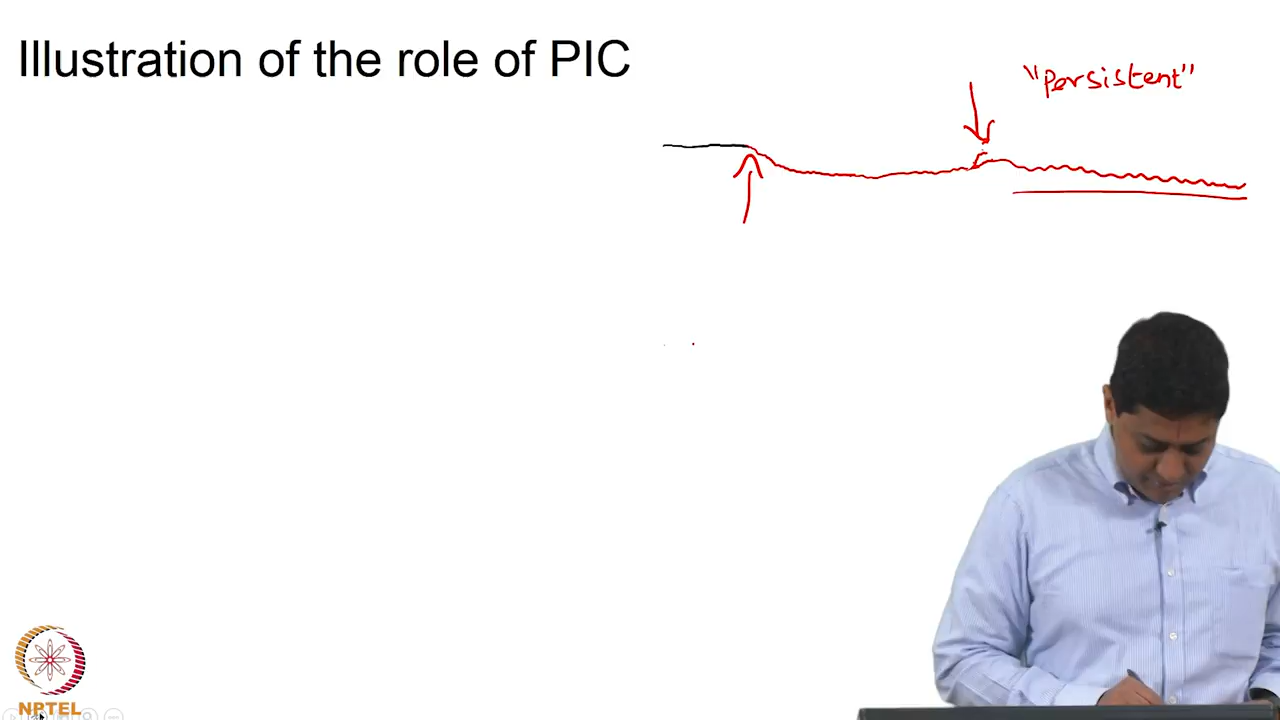 Illustration of the role of PIC
"Persistent"
NPTEL